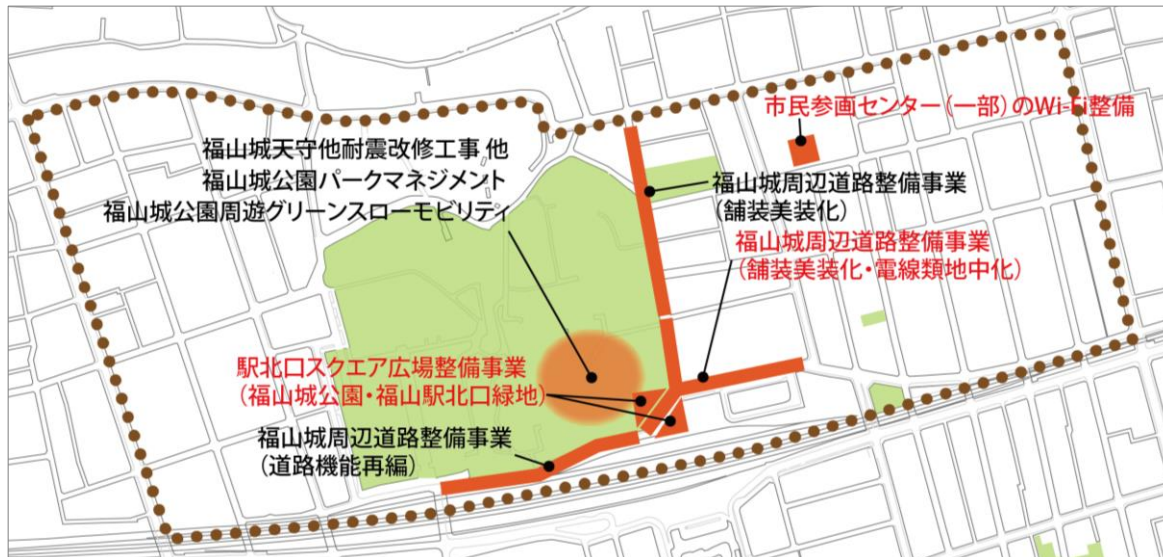 市民参画センター(一部)のWi-Fi整備
福山城天守他耐震改修工事 他
福山城公園パークマネジメント
福山城公園周遊グリーンスローモビリティ
福山城周辺道路整備事業
(舗装美装化)
福山城周辺道路整備事業
(舗装美装化・電線類地中化)
駅北口スクエア広場整備事業
(福山城公園・福山駅北口緑地)
福山城周辺道路整備事業
(道路機能再編)